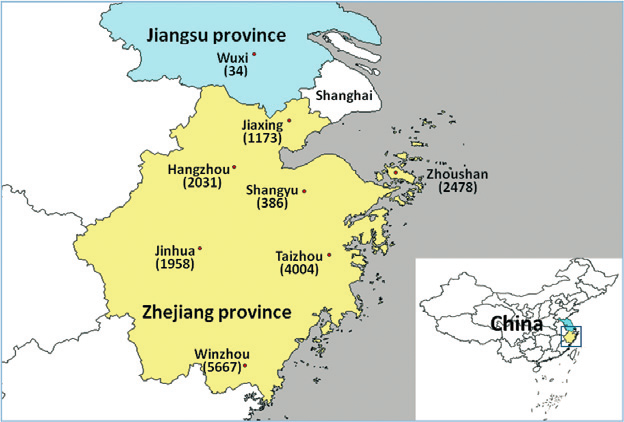 Jiangsu province
Wuxi
(34)
Shanghai
Jiaxing
(1173)
Hangzhou
(2031)
Shangyu
(386)
Zhoushan
(2478)
Jinhua
(1958)
Taizhou
(4004)
Zhejiang province
Winzhou
(5667)
China